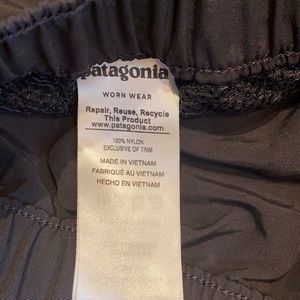 patagonia
WORN WEAR
Repair, Reuse, Recycle
This Product
www.patagonia.com
100% NYLON
EXCLUSIVE OF TRIM
MADE IN VIETNAM
FABRIQUÉ AU VIETNAM
HECHO EN VIETNAM